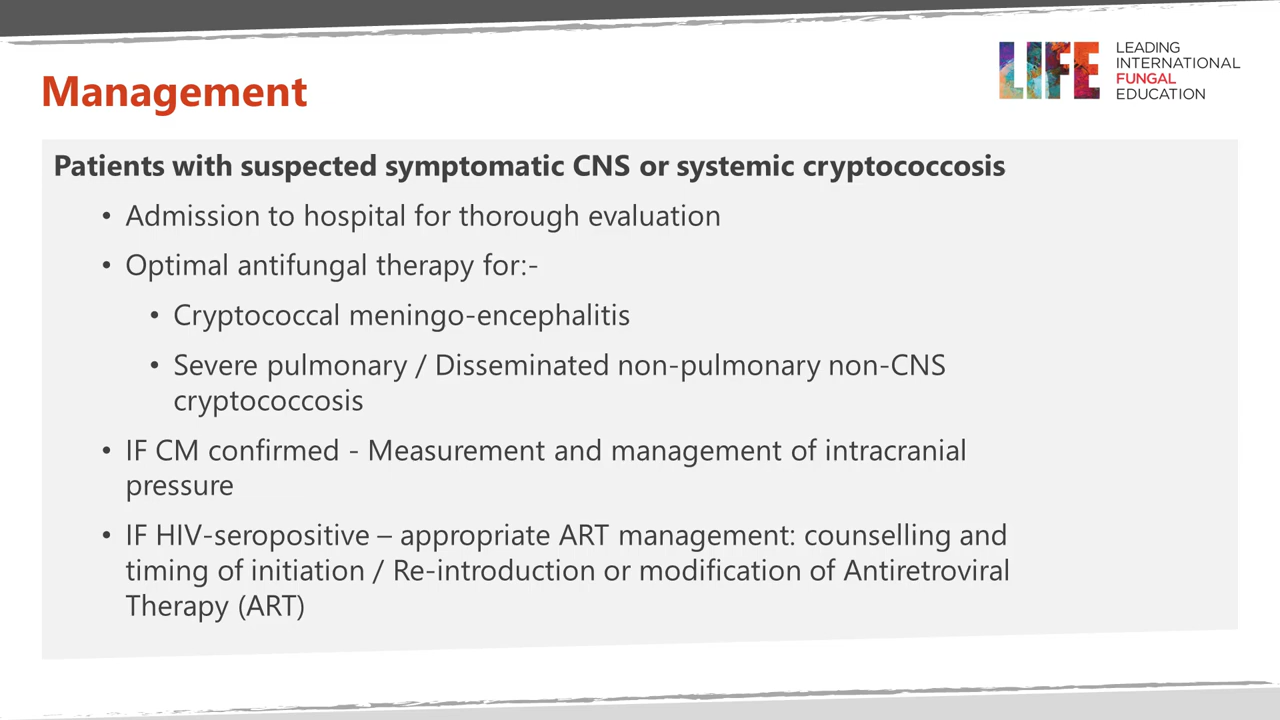 Management
LIFE
LEADING
INTERNATIONAL
FUNGAL
EDUCATION
Patients with suspected symptomatic CNS or systemic cryptococcosis
• Admission to hospital for thorough evaluation
• Optimal antifungal therapy for:-
• Cryptococcal meningo-encephalitis
• Severe pulmonary / Disseminated non-pulmonary non-CNS
cryptococcosis
• IF CM confirmed - Measurement and management of intracranial
pressure
• IF HIV-seropositive – appropriate ART management: counselling and
timing of initiation / Re-introduction or modification of Antiretroviral
Therapy (ART)